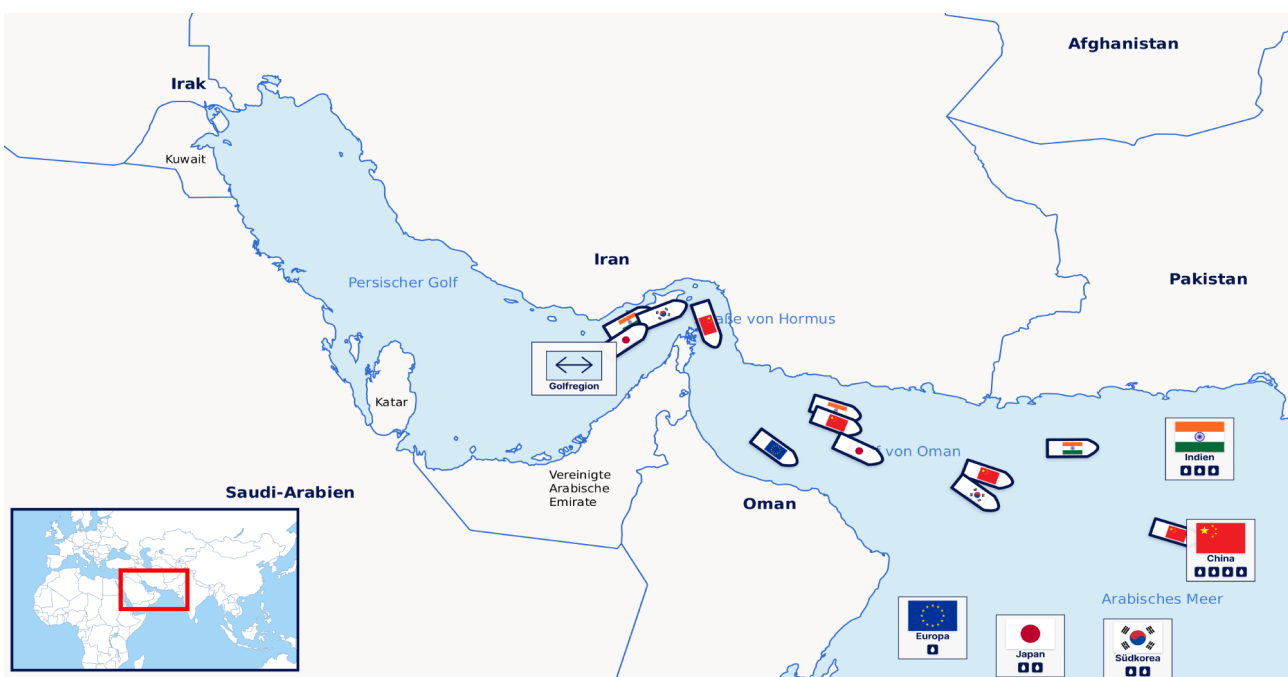 Afghanistan
Irak
Kuwait
Iran
Pakistan
Persischer Golf
aße von Hormus
Golfregion
Katar
Indien
von Oman
Vereinigte
Arabische
Emirate
Saudi-Arabien
Oman
China
Arabisches Meer
Europa
Japan
Südkorea